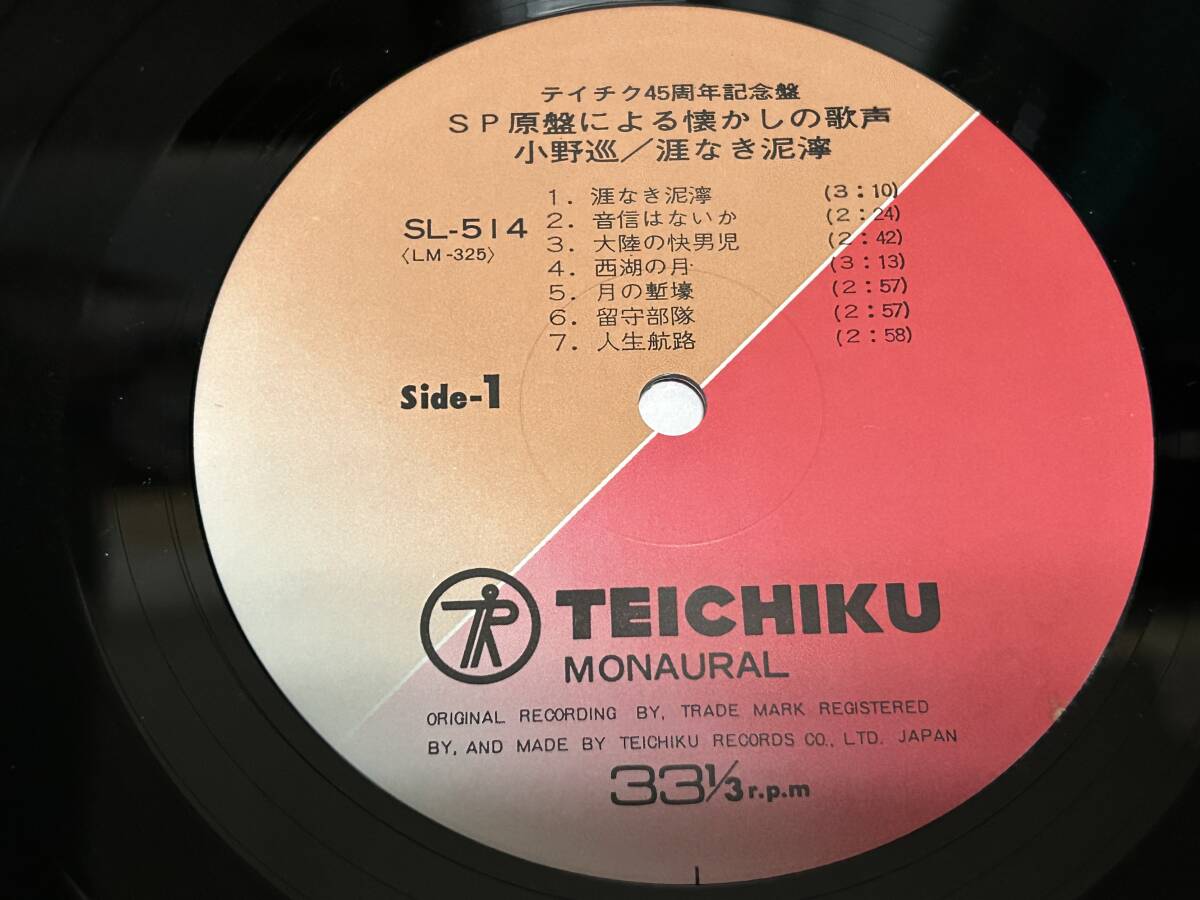 テイチク45周年記念盤
SP原盤による懐かしの歌声
小野巡／涯なき泥濘
SL-514
〈LM-325〉
1. 涯なき泥濘 (3:10)
2. 音信はないか (2:24)
3. 大陸の快男児 (2:42)
4. 西湖の月 (3:13)
5. 月の塹壕 (2:57)
6. 留守部隊 (2:57)
7. 人生航路 (2:58)
Side-1
TR TEICHIKU
MONAURAL
ORIGINAL RECORDING BY, TRADE MARK REGISTERED
BY, AND MADE BY TEICHIKU RECORDS CO., LTD. JAPAN
33 1/3 r.p.m